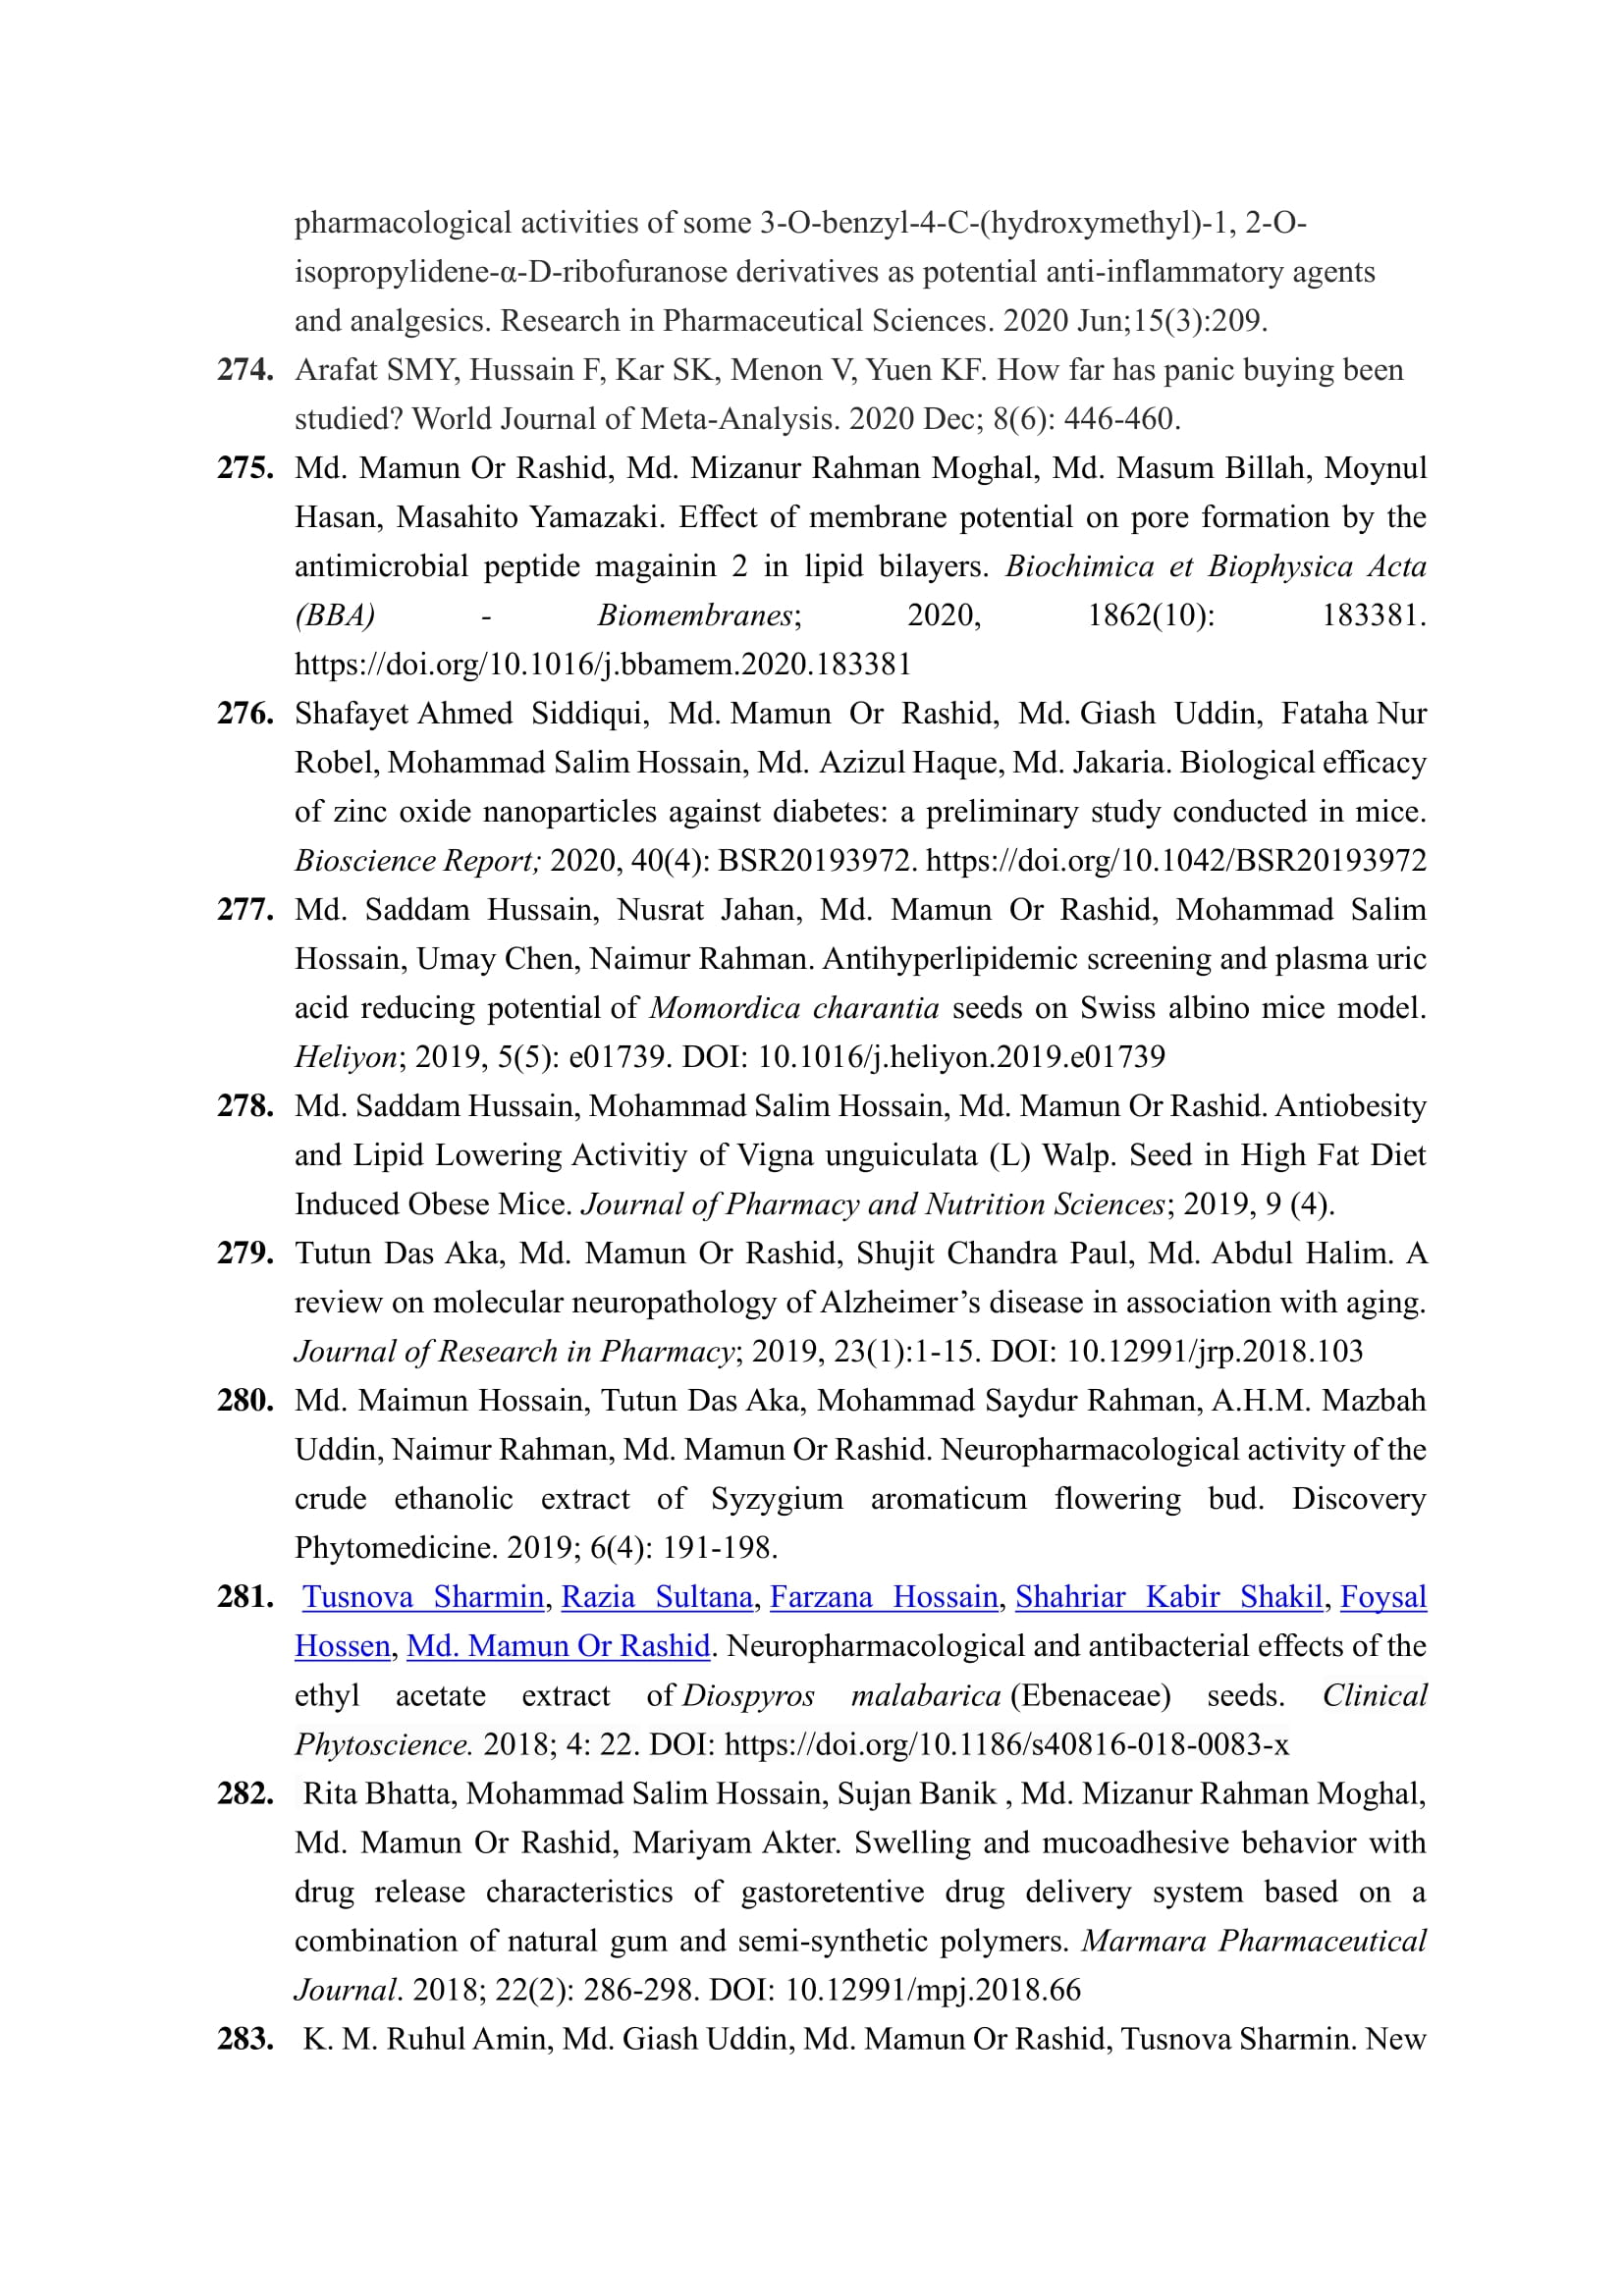 pharmacological activities of some 3-O-benzyl-4-C-(hydroxymethyl)-1, 2-O-
isopropylidene-α-D-ribofuranose derivatives as potential anti-inflammatory agents
and analgesics. Research in Pharmaceutical Sciences. 2020 Jun;15(3):209.
274. Arafat SMY, Hussain F, Kar SK, Menon V, Yuen KF. How far has panic buying been
studied? World Journal of Meta-Analysis. 2020 Dec; 8(6): 446-460.
275. Md. Mamun Or Rashid, Md. Mizanur Rahman Moghal, Md. Masum Billah, Moynul
Hasan, Masahito Yamazaki. Effect of membrane potential on pore formation by the
antimicrobial peptide magainin 2 in lipid bilayers. Biochimica et Biophysica Acta
(BBA) - Biomembranes; 2020, 1862(10): 183381.
https://doi.org/10.1016/j.bbamem.2020.183381
276. Shafayet Ahmed Siddiqui, Md. Mamun Or Rashid, Md. Giash Uddin, Fataha Nur
Robel, Mohammad Salim Hossain, Md. Azizul Haque, Md. Jakaria. Biological efficacy
of zinc oxide nanoparticles against diabetes: a preliminary study conducted in mice.
Bioscience Report; 2020, 40(4): BSR20193972. https://doi.org/10.1042/BSR20193972
277. Md. Saddam Hussain, Nusrat Jahan, Md. Mamun Or Rashid, Mohammad Salim
Hossain, Umay Chen, Naimur Rahman. Antihyperlipidemic screening and plasma uric
acid reducing potential of Momordica charantia seeds on Swiss albino mice model.
Heliyon; 2019, 5(5): e01739. DOI: 10.1016/j.heliyon.2019.e01739
278. Md. Saddam Hussain, Mohammad Salim Hossain, Md. Mamun Or Rashid. Antiobesity
and Lipid Lowering Activitiy of Vigna unguiculata (L) Walp. Seed in High Fat Diet
Induced Obese Mice. Journal of Pharmacy and Nutrition Sciences; 2019, 9 (4).
279. Tutun Das Aka, Md. Mamun Or Rashid, Shujit Chandra Paul, Md. Abdul Halim. A
review on molecular neuropathology of Alzheimer’s disease in association with aging.
Journal of Research in Pharmacy; 2019, 23(1):1-15. DOI: 10.12991/jrp.2018.103
280. Md. Maimun Hossain, Tutun Das Aka, Mohammad Saydur Rahman, A.H.M. Mazbah
Uddin, Naimur Rahman, Md. Mamun Or Rashid. Neuropharmacological activity of the
crude ethanolic extract of Syzygium aromaticum flowering bud. Discovery
Phytomedicine. 2019; 6(4): 191-198.
281. Tusnova Sharmin, Razia Sultana, Farzana Hossain, Shahriar Kabir Shakil, Foysal
Hossen, Md. Mamun Or Rashid. Neuropharmacological and antibacterial effects of the
ethyl acetate extract of Diospyros malabarica (Ebenaceae) seeds. Clinical
Phytoscience. 2018; 4: 22. DOI: https://doi.org/10.1186/s40816-018-0083-x
282. Rita Bhatta, Mohammad Salim Hossain, Sujan Banik , Md. Mizanur Rahman Moghal,
Md. Mamun Or Rashid, Mariyam Akter. Swelling and mucoadhesive behavior with
drug release characteristics of gastoretentive drug delivery system based on a
combination of natural gum and semi-synthetic polymers. Marmara Pharmaceutical
Journal. 2018; 22(2): 286-298. DOI: 10.12991/mpj.2018.66
283. K. M. Ruhul Amin, Md. Giash Uddin, Md. Mamun Or Rashid, Tusnova Sharmin. New